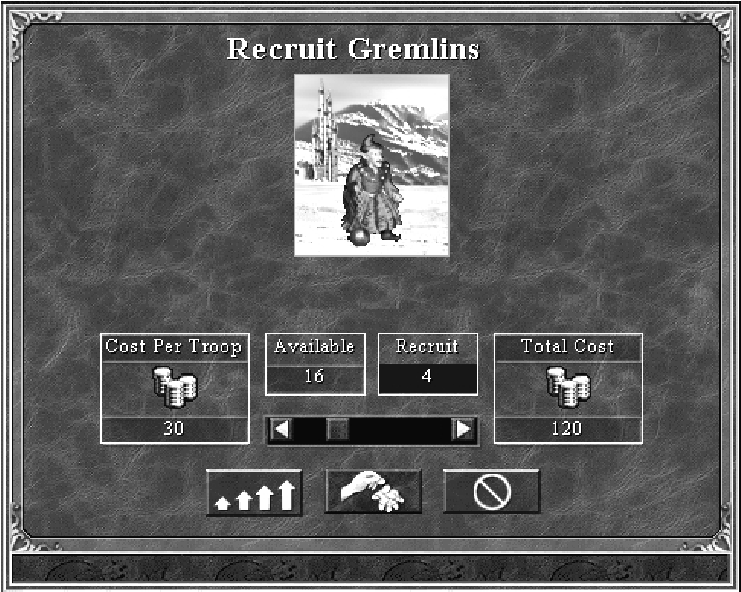 Recruit Gremlins
Cost Per Troop
Available
Recruit
Total Cost
16
4
30
120